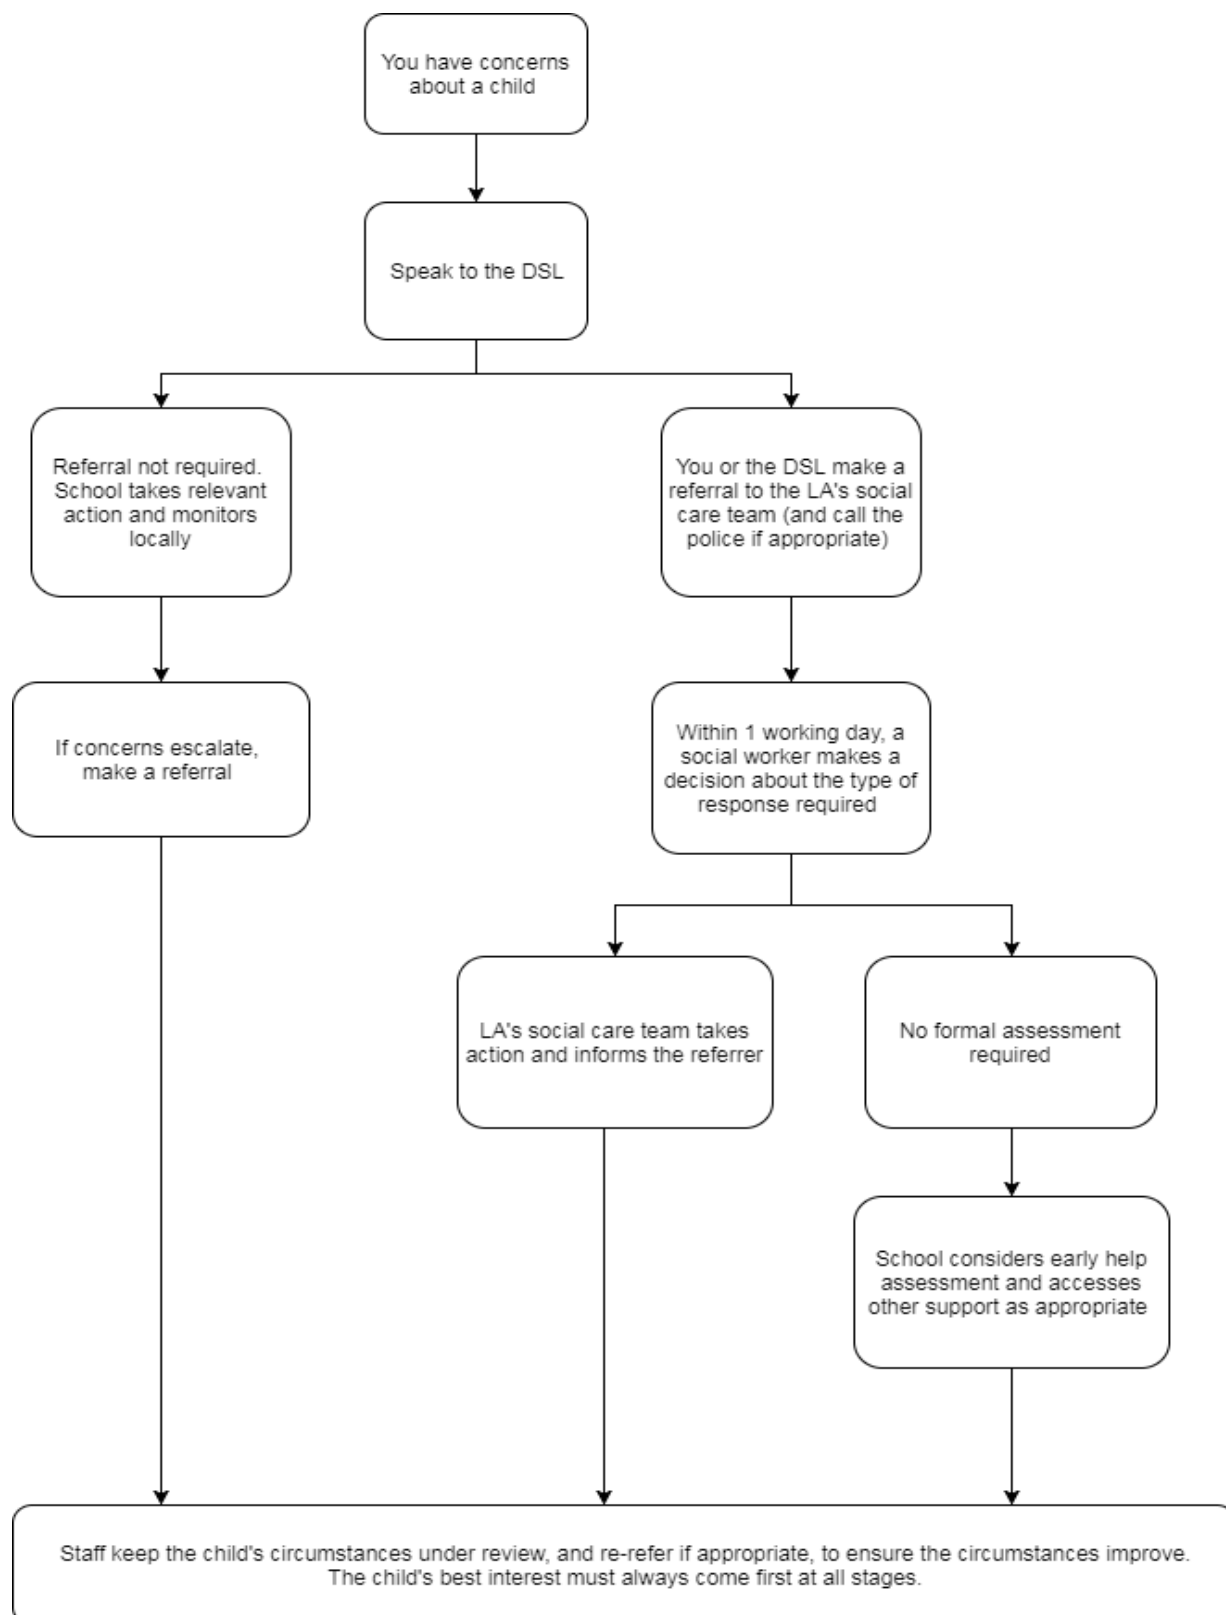 You have concerns
about a child
Speak to the DSL
Referral not required.
School takes relevant
action and monitors
locally
You or the DSL make a
referral to the LA's social
care team (and call the
police if appropriate)
If concerns escalate,
make a referral
Within 1 working day, a
social worker makes a
decision about the type of
response required
LA's social care team takes
action and informs the referrer
No formal assessment
required
School considers early help
assessment and accesses
other support as appropriate
Staff keep the child's circumstances under review, and re-refer if appropriate, to ensure the circumstances improve.
The child's best interest must always come first at all stages.